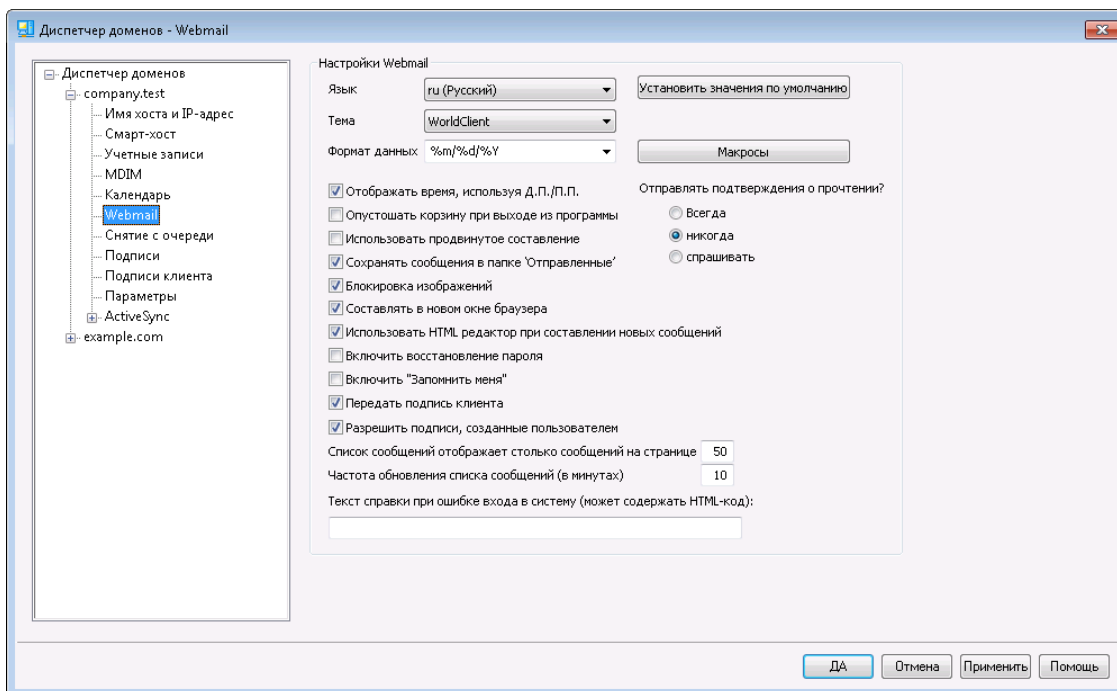 Диспетчер доменов - Webmail
Диспетчер доменов
company.test
Имя хоста и IP-адрес
Смарт-хост
Учетные записи
MDIM
Календарь
Webmail
Снятие с очереди
Подписи
Подписи клиента
Параметры
ActiveSync
example.com
Настройки Webmail
Язык ru (Русский) Установить значения по умолчанию
Тема WorldClient
Формат данных %m/%d/%Y Макросы
Отображать время, используя Д.П./П.П.
Опустошать корзину при выходе из программы
Использовать продвинутое составление
Сохранять сообщения в папке 'Отправленные'
Блокировка изображений
Составлять в новом окне браузера
Использовать HTML редактор при составлении новых сообщений
Включить восстановление пароля
Включить "Запомнить меня"
Передать подпись клиента
Разрешить подписи, созданные пользователем
Отправлять подтверждения о прочтении?
Всегда
никогда
спрашивать
Список сообщений отображает столько сообщений на странице 50
Частота обновления списка сообщений (в минутах) 10
Текст справки при ошибке входа в систему (может содержать HTML-код):
ДА Отмена Применить Помощь